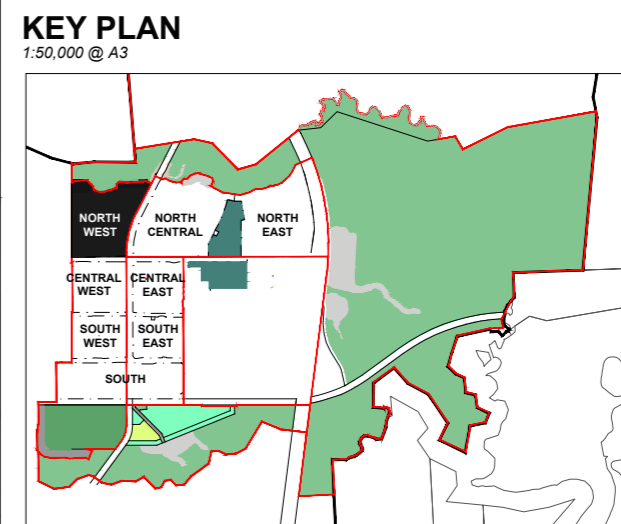 KEY PLAN
1:50,000 @ A3
NORTH
WEST
NORTH
CENTRAL
NORTH
EAST
CENTRAL
WEST
CENTRAL
EAST
SOUTH
WEST
SOUTH
EAST
SOUTH